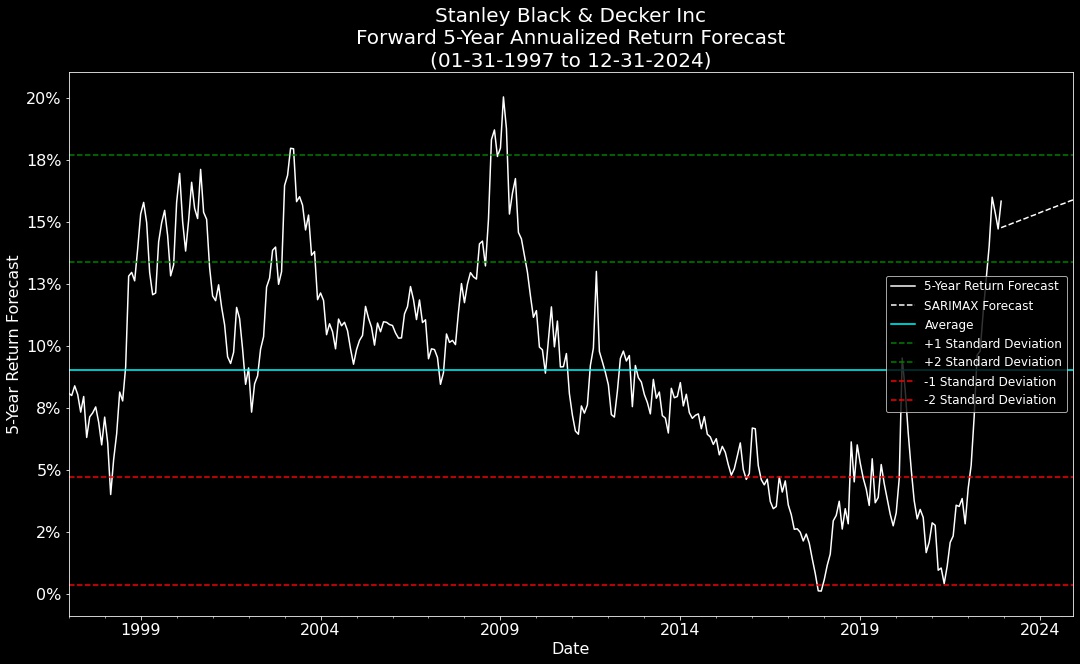 Stanley Black & Decker Inc
Forward 5-Year Annualized Return Forecast
(01-31-1997 to 12-31-2024)
5-Year Return Forecast
20%
18%
15%
13%
10%
8%
5%
2%
0%
5-Year Return Forecast
SARIMAX Forecast
Average
+1 Standard Deviation
+2 Standard Deviation
-1 Standard Deviation
-2 Standard Deviation
1999
2004
2009
2014
2019
2024
Date